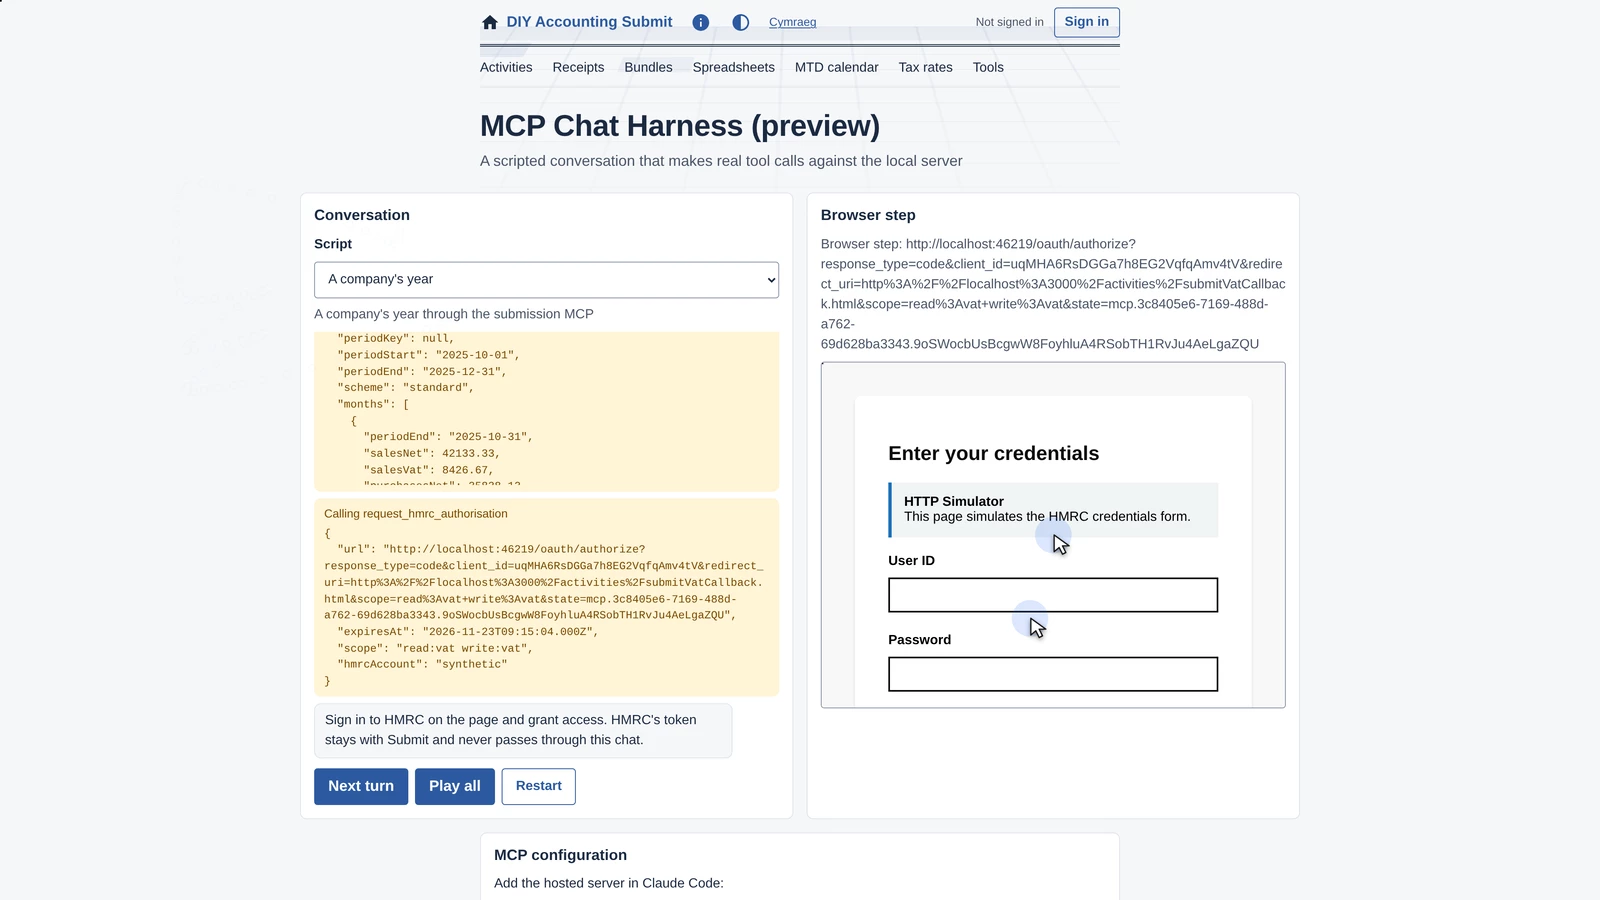 DIY Accounting Submit
Cymraeg
Not signed in
Sign in
Activities
Receipts
Bundles
Spreadsheets
MTD calendar
Tax rates
Tools
MCP Chat Harness (preview)
A scripted conversation that makes real tool calls against the local server
Conversation
Script
A company's year
A company's year through the submission MCP
"periodKey": null,
"periodStart": "2025-10-01",
"periodEnd": "2025-12-31",
"scheme": "standard",
"months": [
{
"periodEnd": "2025-10-31",
"salesNet": 42133.33,
"salesVat": 8426.67,
Calling request_hmrc_authorisation
{
"url": "http://localhost:46219/oauth/authorize?
response_type=code&client_id=uqMHA6RsDGGa7h8EG2VqfqAmv4tV&redirect_
uri=http%3A%2F%2Flocalhost%3A3000%2Factivities%2FsubmitVatCallback.
html&scope=read%3Avat+write%3Avat&state=mcp.3c8405e6-7169-488d-
a762-69d628ba3343.9oSWocbUsBcgwW8FoyhluA4RSobTH1RvJu4AeLgaZQU",
"expiresAt": "2026-11-23T09:15:04.000Z",
"scope": "read:vat write:vat",
"hmrcAccount": "synthetic"
}
Sign in to HMRC on the page and grant access. HMRC's token
stays with Submit and never passes through this chat.
Next turn
Play all
Restart
Browser step
Browser step: http://localhost:46219/oauth/authorize?
response_type=code&client_id=uqMHA6RsDGGa7h8EG2VqfqAmv4tV&redire
ct_uri=http%3A%2F%2Flocalhost%3A3000%2Factivities%2FsubmitVatCallbac
k.html&scope=read%3Avat+write%3Avat&state=mcp.3c8405e6-7169-488d-
a762-
69d628ba3343.9oSWocbUsBcgwW8FoyhluA4RSobTH1RvJu4AeLgaZQU
Enter your credentials
HTTP Simulator
This page simulates the HMRC credentials form.
User ID
Password
MCP configuration
Add the hosted server in Claude Code: